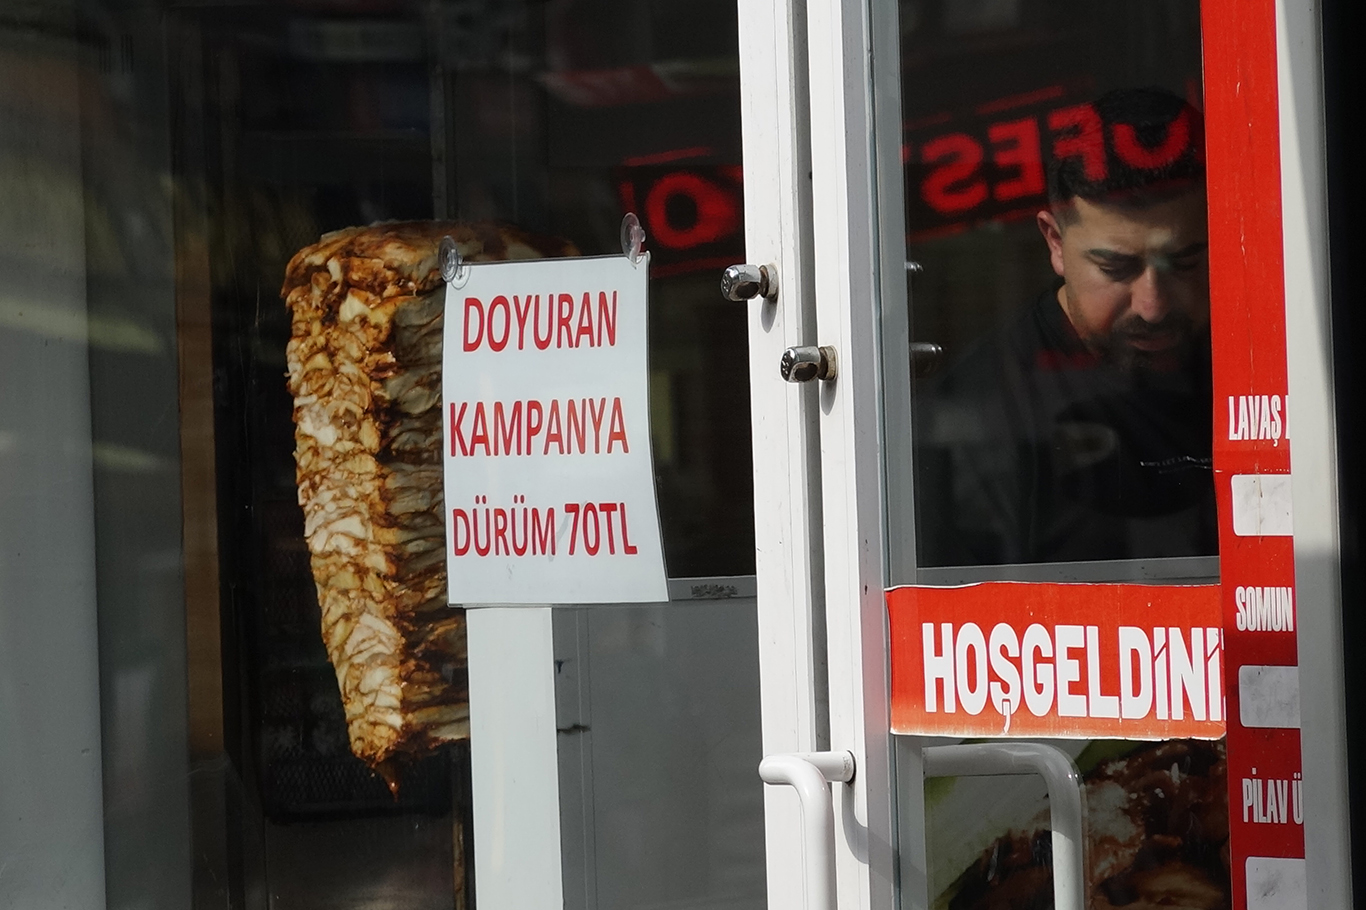 DOYURAN
KAMPANYA
DÜRÜM 70TL
HOŞGELDİNİ
LAVAŞ
SOMUN
PİLAV Ü